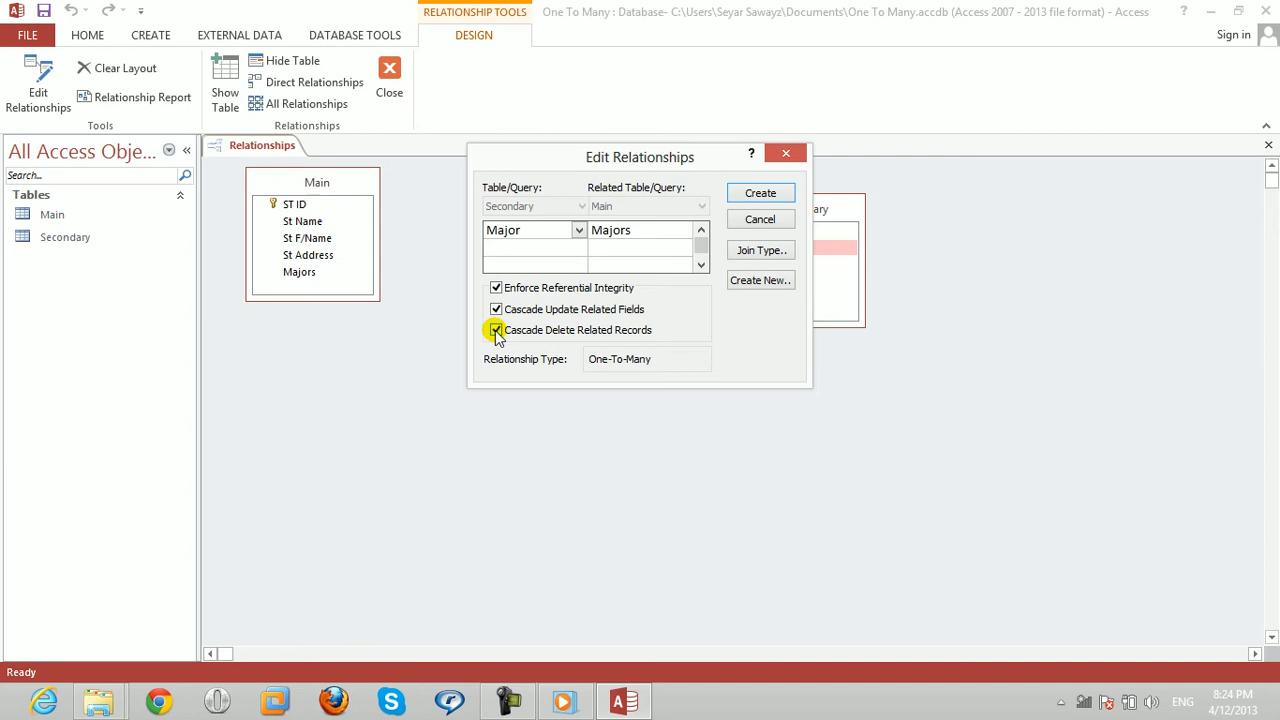 RELATIONSHIP TOOLS
One To Many : Database- C:\Users\Seyar Sawayz\Documents\One To Many.accdb (Access 2007 - 2013 file format) - Access
?
FILE
HOME
CREATE
EXTERNAL DATA
DATABASE TOOLS
DESIGN
Sign in
Edit
Relationships
Clear Layout
Relationship Report
Tools
Show
Table
Hide Table
Direct Relationships
All Relationships
Close
Relationships
All Access Obje...
Search...
Tables
Main
Secondary
Relationships
Main
ST ID
St Name
St F/Name
St Address
Majors
ary
Edit Relationships
?
Table/Query:
Related Table/Query:
Secondary
Main
Major
Majors
Create
Cancel
Join Type..
Create New..
Enforce Referential Integrity
Cascade Update Related Fields
Cascade Delete Related Records
Relationship Type:
One-To-Many
Ready
ENG
8:24 PM
4/12/2013